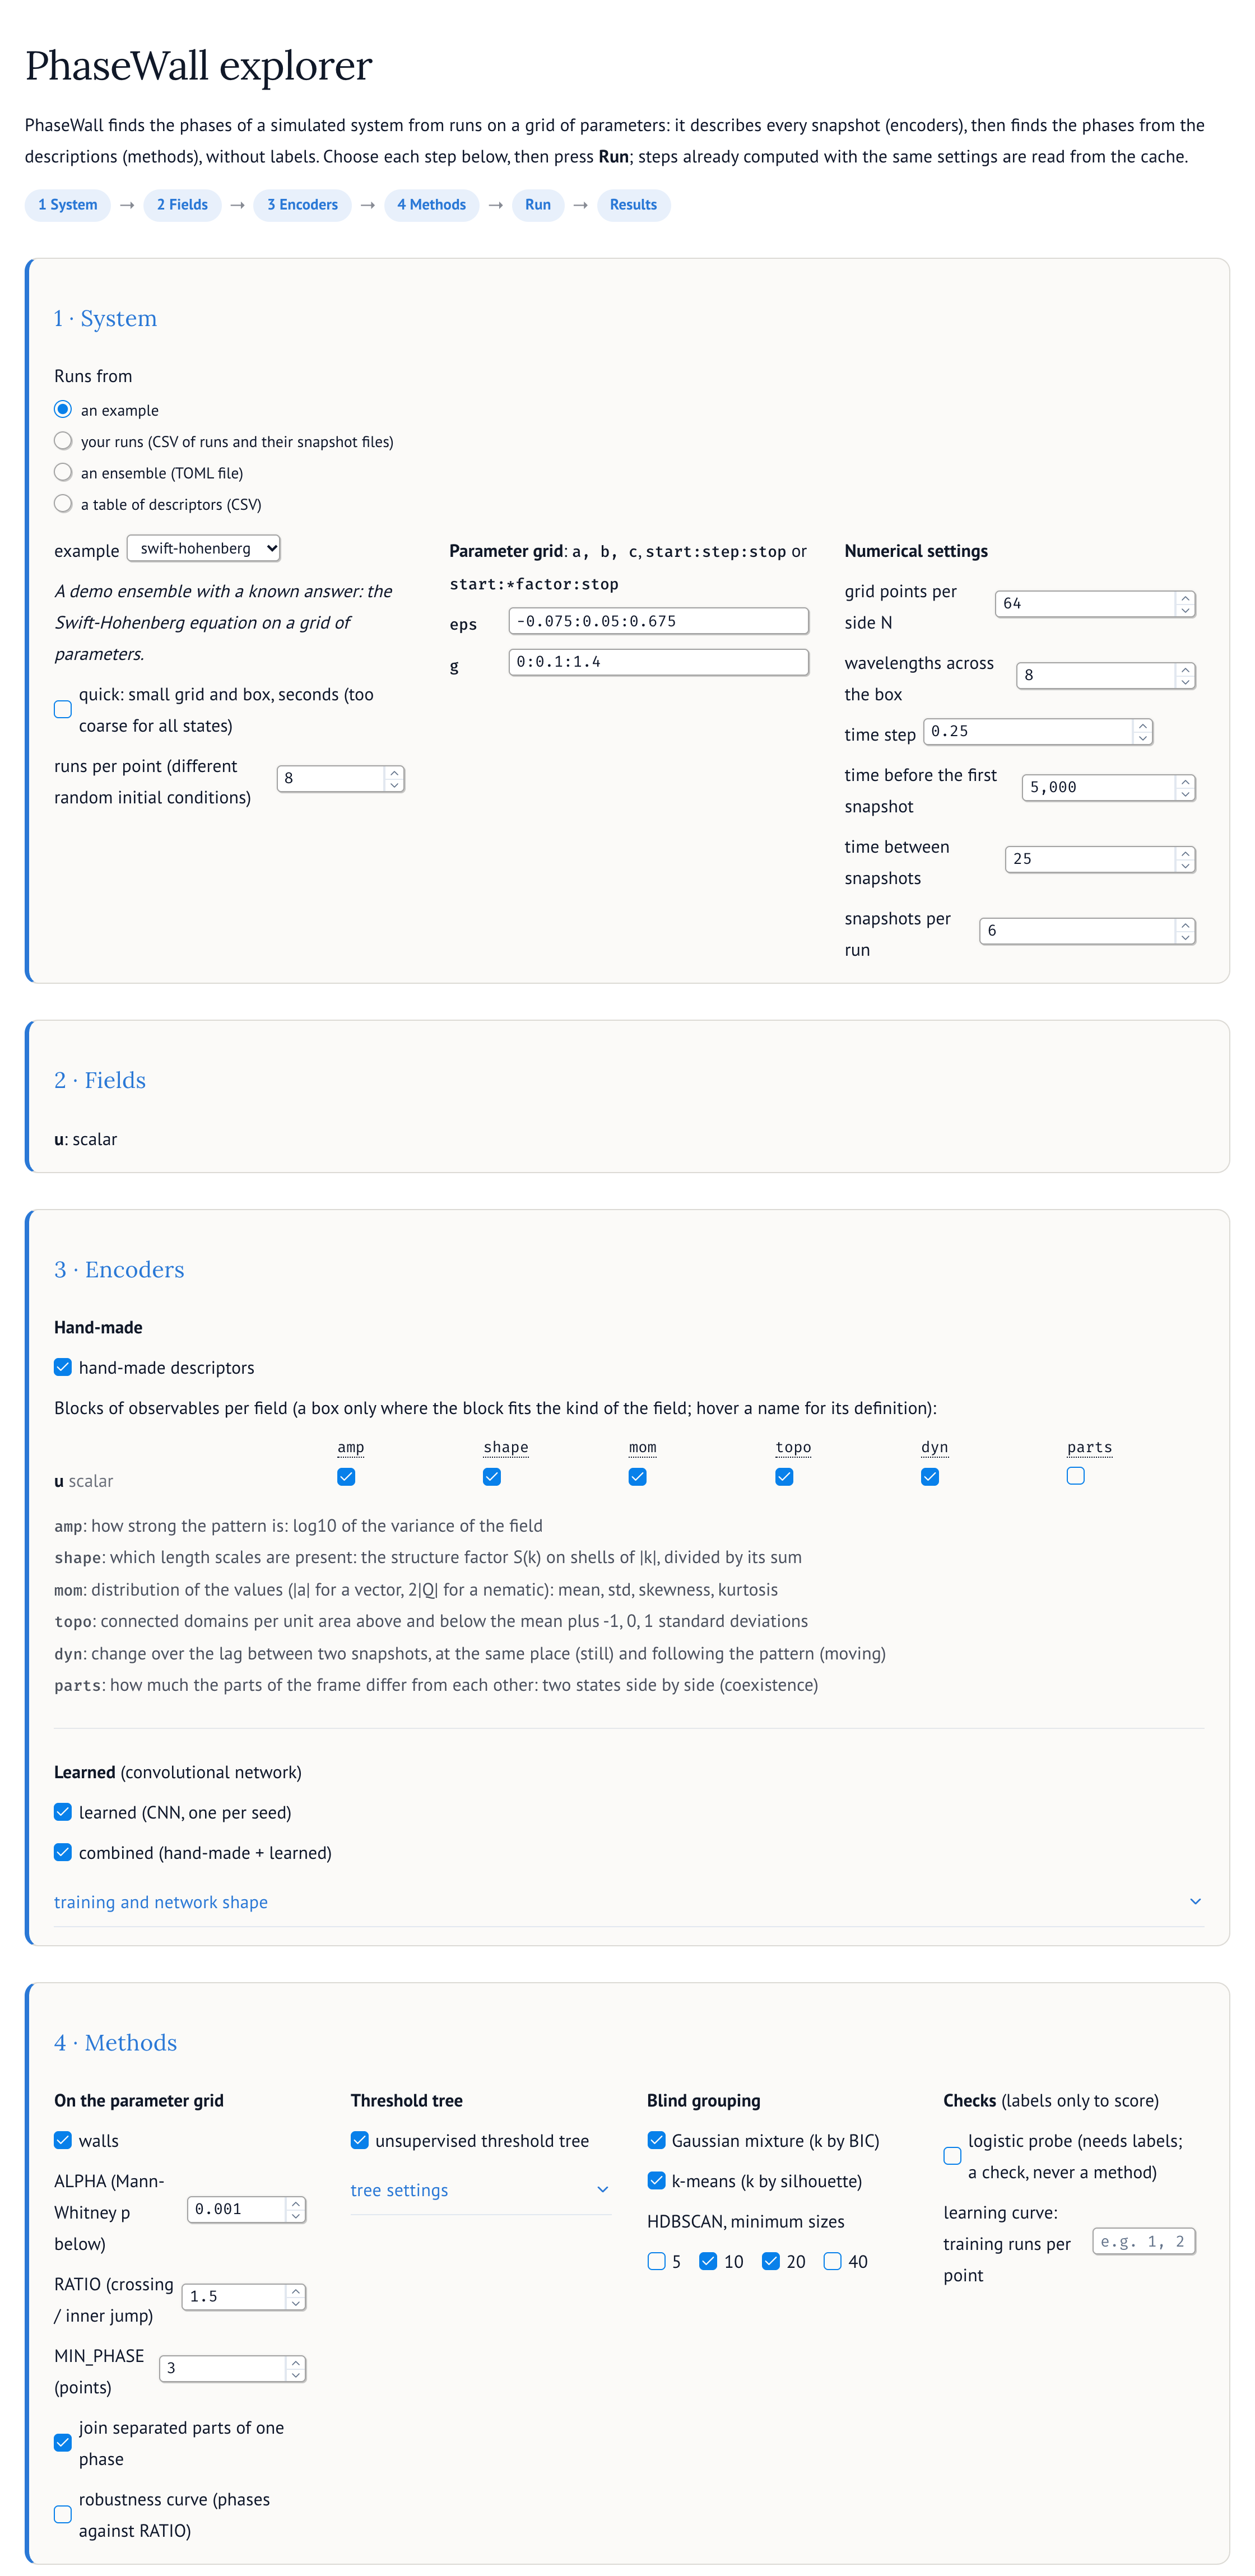 PhaseWall explorer
PhaseWall finds the phases of a simulated system from runs on a grid of parameters: it describes every snapshot (encoders), then finds the phases from the
descriptions (methods), without labels. Choose each step below, then press Run; steps already computed with the same settings are read from the cache.
1 System → 2 Fields → 3 Encoders → 4 Methods → Run → Results
1 · System
Runs from
an example
your runs (CSV of runs and their snapshot files)
an ensemble (TOML file)
a table of descriptors (CSV)
example swift-hohenberg
A demo ensemble with a known answer: the
Swift-Hohenberg equation on a grid of
parameters.
quick: small grid and box, seconds (too
coarse for all states)
runs per point (different
random initial conditions)
8
Parameter grid: a, b, c, start:step:stop or
start:*factor:stop
eps -0.075:0.05:0.675
g 0:0.1:1.4
Numerical settings
grid points per
side N
64
wavelengths across
the box
8
time step 0.25
time before the first
snapshot
5,000
time between
snapshots
25
snapshots per
run
6
2 · Fields
u: scalar
3 · Encoders
Hand-made
hand-made descriptors
Blocks of observables per field (a box only where the block fits the kind of the field; hover a name for its definition):
amp shape mom topo dyn parts
u scalar
amp: how strong the pattern is: log10 of the variance of the field
shape: which length scales are present: the structure factor S(k) on shells of |k|, divided by its sum
mom: distribution of the values (|a| for a vector, 2|Q| for a nematic): mean, std, skewness, kurtosis
topo: connected domains per unit area above and below the mean plus -1, 0, 1 standard deviations
dyn: change over the lag between two snapshots, at the same place (still) and following the pattern (moving)
parts: how much the parts of the frame differ from each other: two states side by side (coexistence)
Learned (convolutional network)
learned (CNN, one per seed)
combined (hand-made + learned)
training and network shape
4 · Methods
On the parameter grid
walls
ALPHA (Mann-
Whitney p
below)
0.001
RATIO (crossing
/ inner jump)
1.5
MIN_PHASE
(points)
3
join separated parts of one
phase
robustness curve (phases
against RATIO)
Threshold tree
unsupervised threshold tree
tree settings
Blind grouping
Gaussian mixture (k by BIC)
k-means (k by silhouette)
HDBSCAN, minimum sizes
5 10 20 40
Checks (labels only to score)
logistic probe (needs labels;
a check, never a method)
learning curve:
training runs per
point
e.g. 1, 2